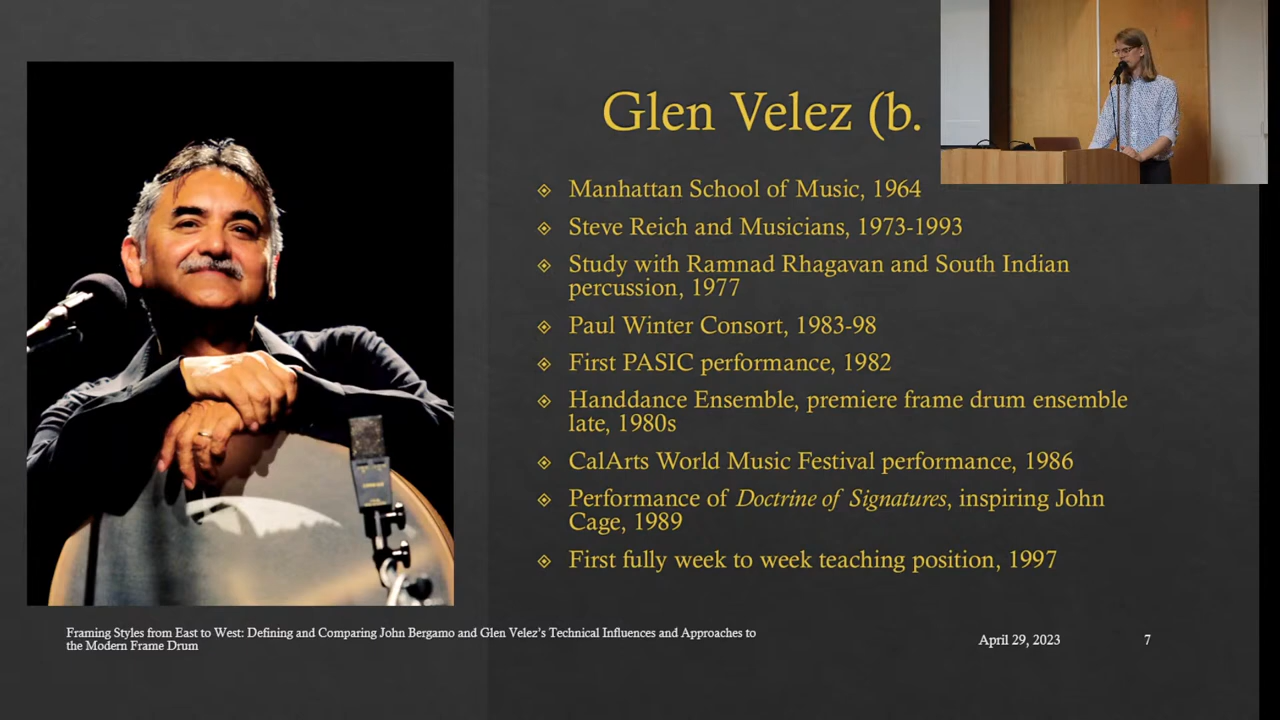 Glen Velez (b.
Manhattan School of Music, 1964
Steve Reich and Musicians, 1973-1993
Study with Ramnad Rhagavan and South Indian
percussion, 1977
Paul Winter Consort, 1983-98
First PASIC performance, 1982
Handdance Ensemble, premiere frame drum ensemble
late, 1980s
CalArts World Music Festival performance, 1986
Performance of Doctrine of Signatures, inspiring John
Cage, 1989
First fully week to week teaching position, 1997
Framing Styles from East to West: Defining and Comparing John Bergamo and Glen Velez's Technical Influences and Approaches to
the Modern Frame Drum
April 29, 2023
7